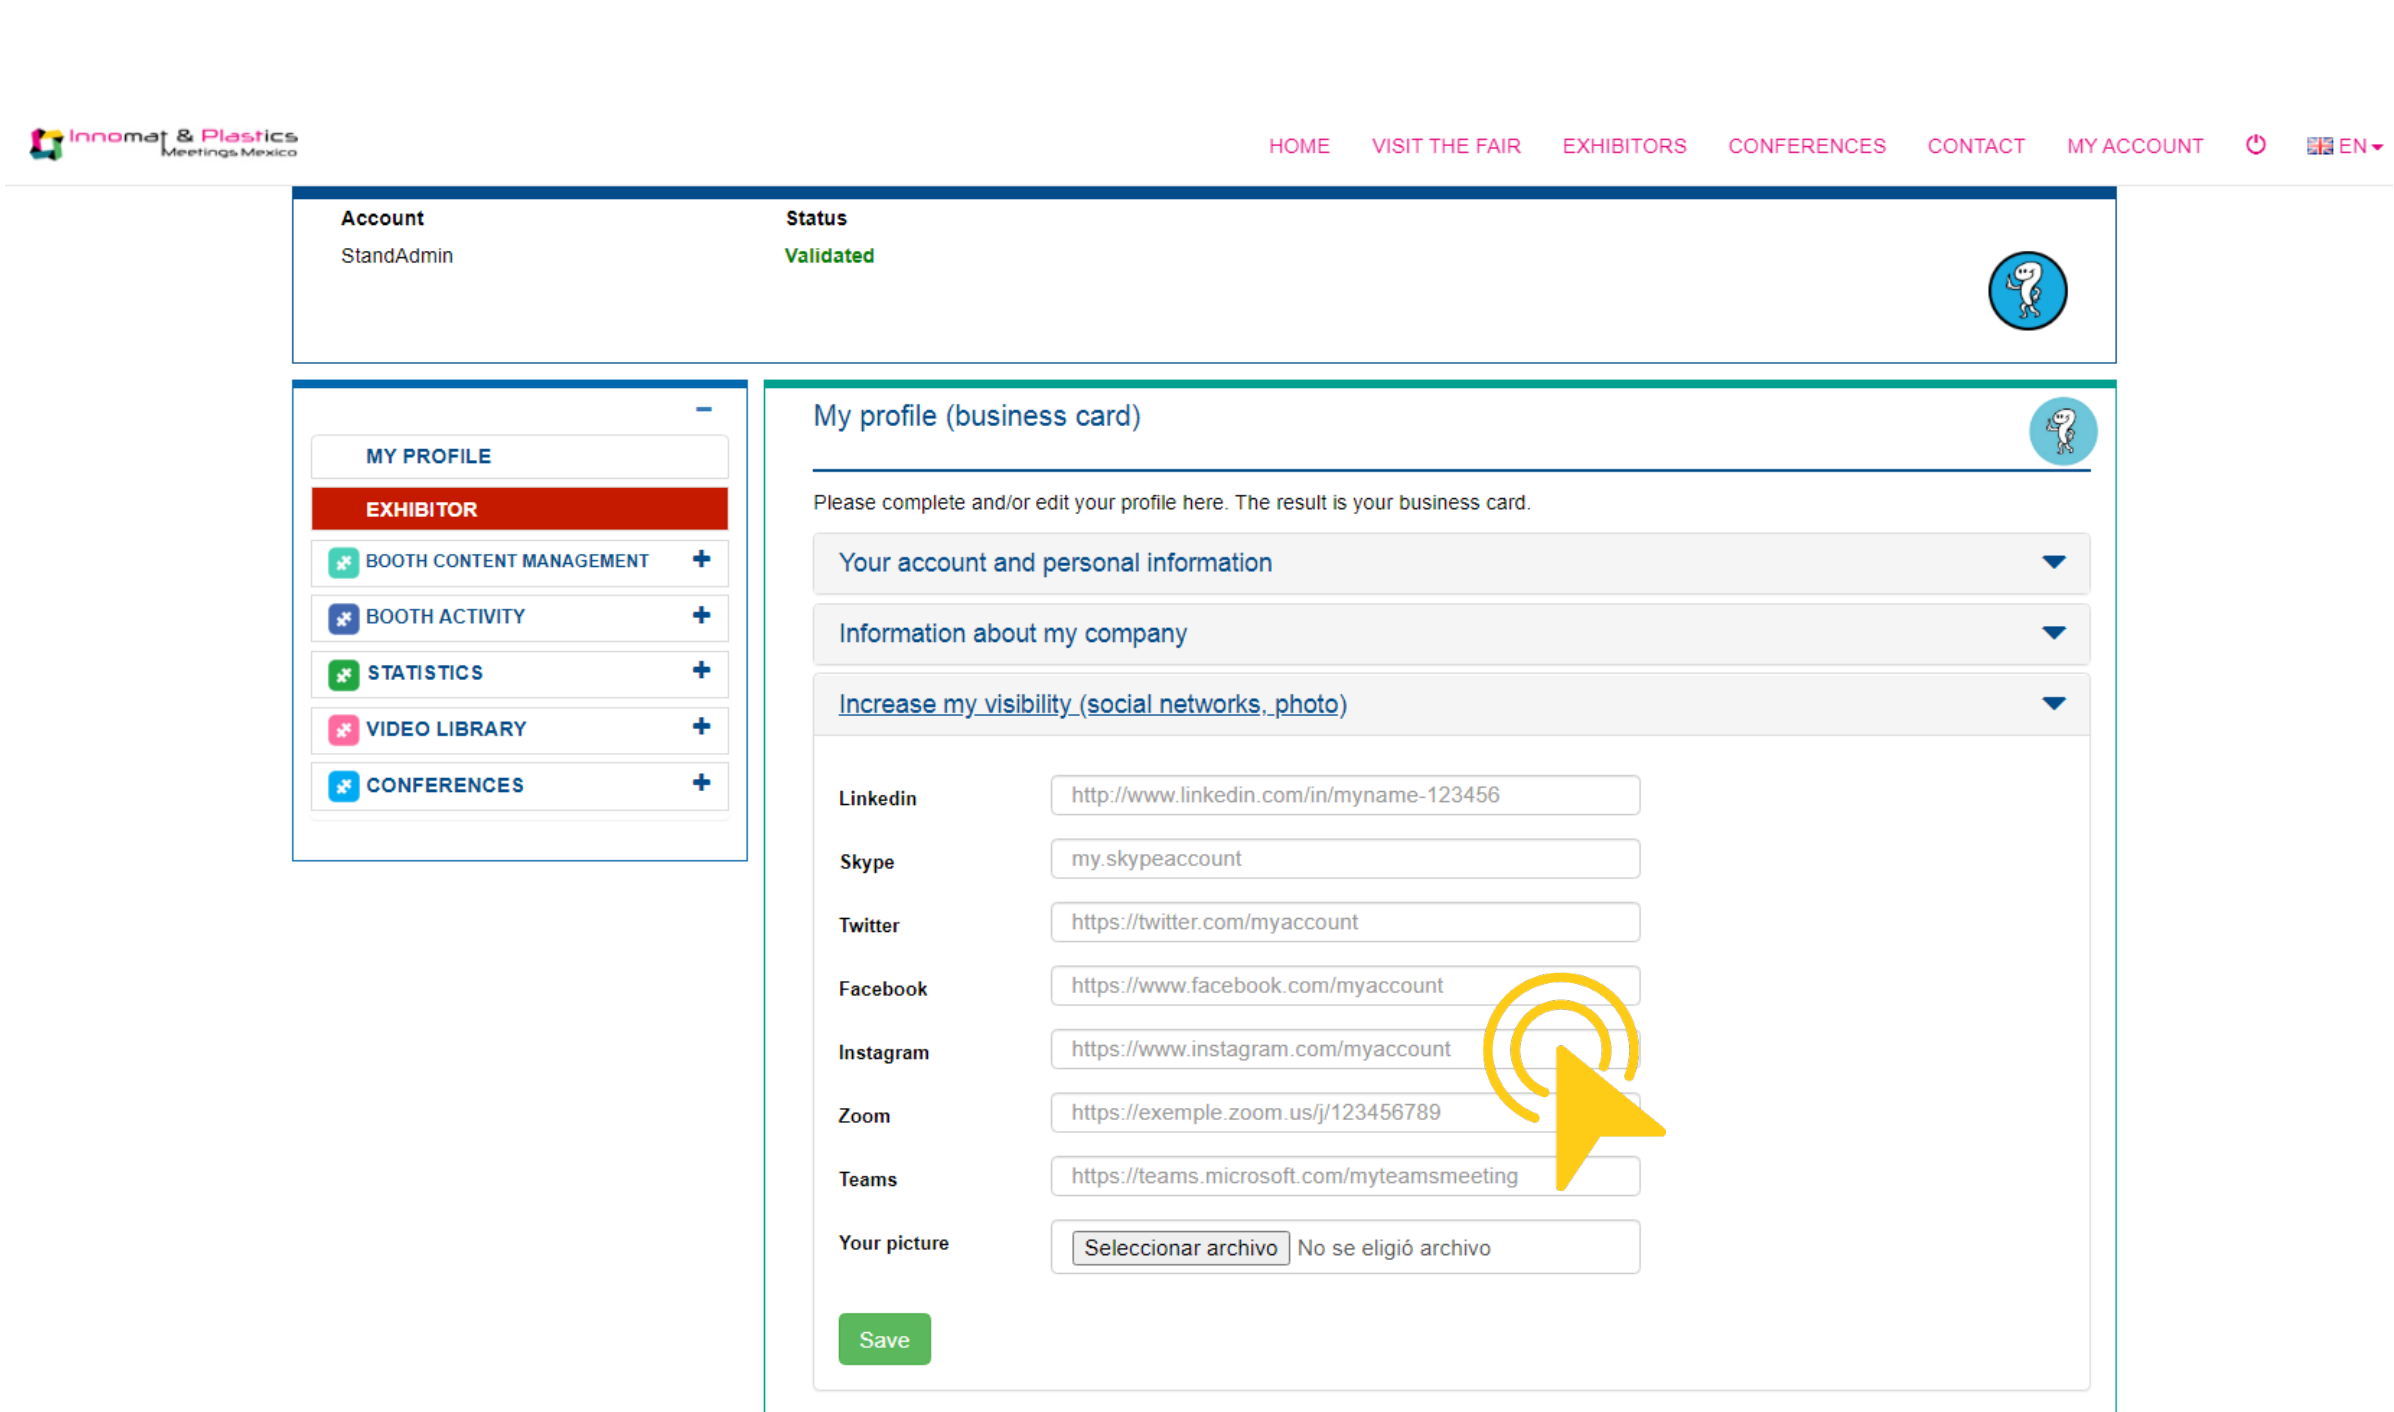 Innomat & Plastics
Meetings Mexico
HOME VISIT THE FAIR EXHIBITORS CONFERENCES CONTACT MY ACCOUNT EN
Account Status
StandAdmin Validated
MY PROFILE
EXHIBITOR
BOOTH CONTENT MANAGEMENT
BOOTH ACTIVITY
STATISTICS
VIDEO LIBRARY
CONFERENCES
My profile (business card)
Please complete and/or edit your profile here. The result is your business card.
Your account and personal information
Information about my company
Increase my visibility (social networks, photo)
Linkedin http://www.linkedin.com/in/myname-123456
Skype my.skypeaccount
Twitter https://twitter.com/myaccount
Facebook https://www.facebook.com/myaccount
Instagram https://www.instagram.com/myaccount
Zoom https://exemple.zoom.us/j/123456789
Teams https://teams.microsoft.com/myteamsmeeting
Your picture Seleccionar archivo No se eligió archivo
Save